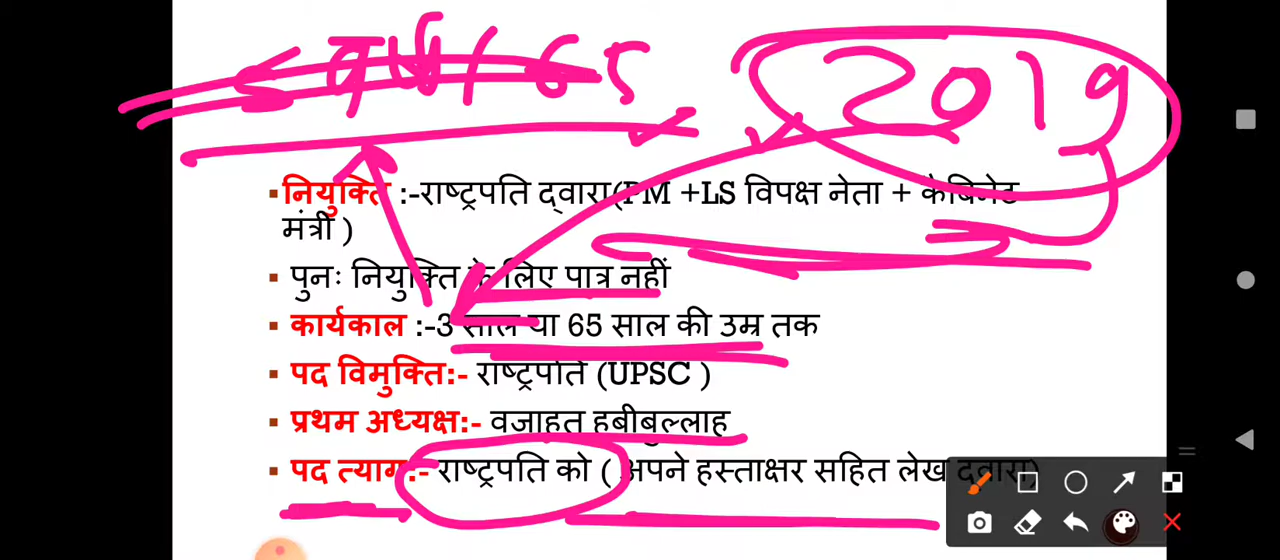 वर्ष / 65, 2019
नियुक्ति :-राष्ट्रपति द्वारा(PM +LS विपक्ष नेता + केबिनेट
मंत्री )
पुनः नियुक्ति के लिए पात्र नहीं
कार्यकाल :-3 साल या 65 साल की उम्र तक
पद विमुक्ति:- राष्ट्रपति (UPSC )
प्रथम अध्यक्ष:- वजाहत हबीबुल्लाह
पद त्याग:- राष्ट्रपति को ( अपने हस्ताक्षर सहित लेख द्वारा)